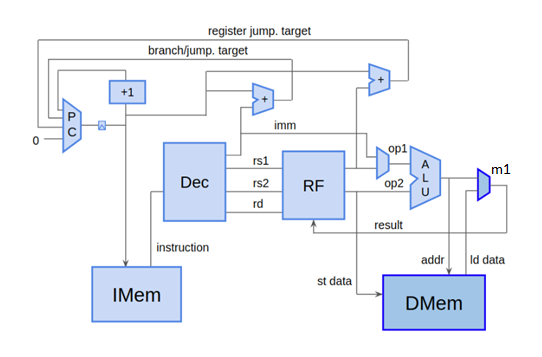 register jump. target
branch/jump. target
+1
+
+
P
C
0
imm
m1
op1
A
L
U
Dec
rs1
rs2
rd
RF
op2
result
instruction
addr
ld data
st data
IMem
DMem